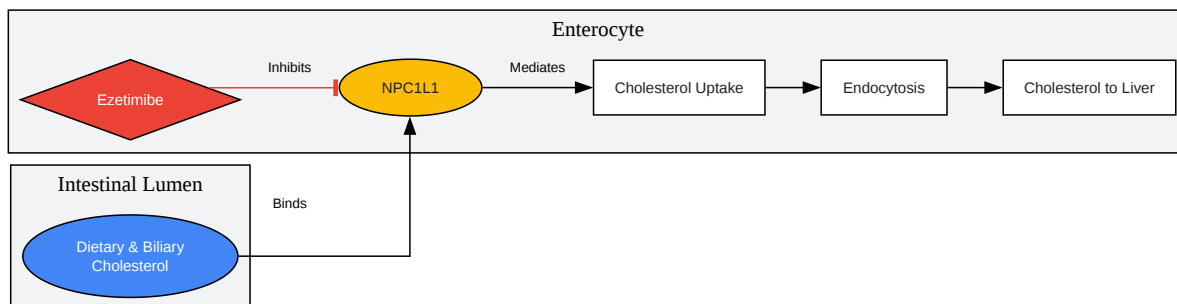 Enterocyte
Inhibits
Mediates
Ezetimibe
NPC1L1
Cholesterol Uptake
Endocytosis
Cholesterol to Liver
Intestinal Lumen
Binds
Dietary & Biliary
Cholesterol